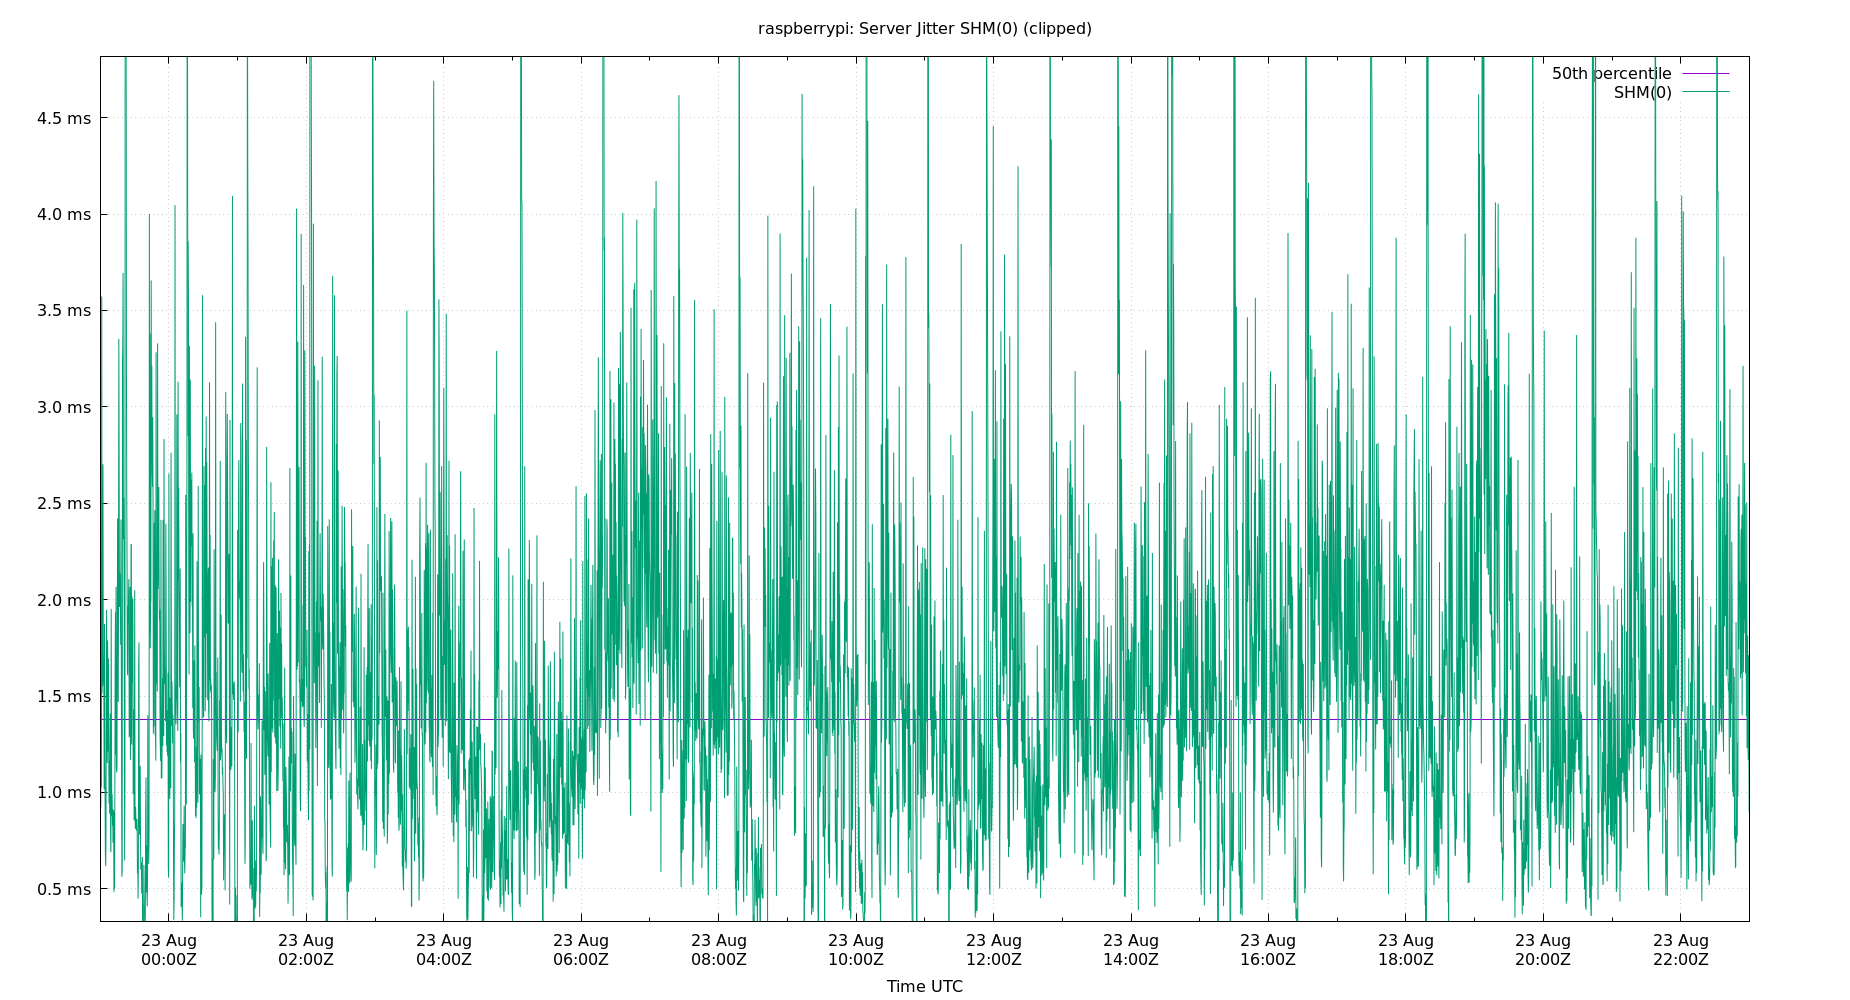 raspberrypi: Server Jitter SHM(0) (clipped)
50th percentile
SHM(0)
4.5 ms
4.0 ms
3.5 ms
3.0 ms
2.5 ms
2.0 ms
1.5 ms
1.0 ms
0.5 ms
23 Aug 23 Aug 23 Aug 23 Aug 23 Aug 23 Aug 23 Aug 23 Aug 23 Aug 23 Aug 23 Aug 23 Aug
00:00Z 02:00Z 04:00Z 06:00Z 08:00Z 10:00Z 12:00Z 14:00Z 16:00Z 18:00Z 20:00Z 22:00Z
Time UTC